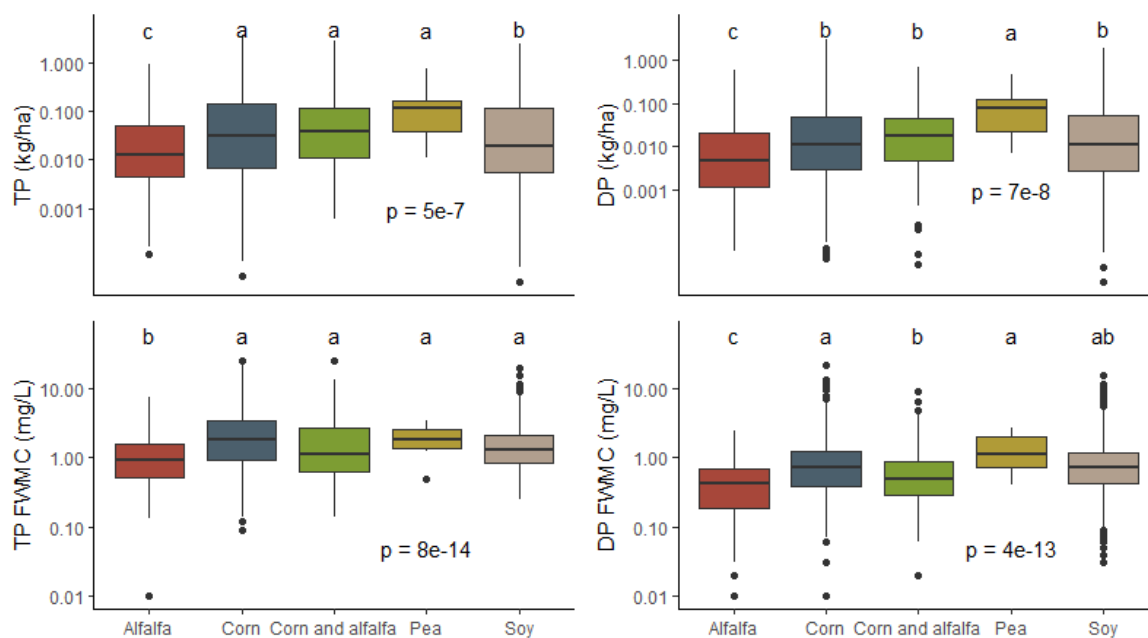 c a a a b
TP (kg/ha)
1.000
0.100
0.010
0.001
p = 5e-7
c b b a b
DP (kg/ha)
1.000
0.100
0.010
0.001
p = 7e-8
b a a a a
TP FWMC (mg/L)
10.00
1.00
0.10
0.01
p = 8e-14
Alfalfa Corn Corn and alfalfa Pea Soy
c a b a ab
DP FWMC (mg/L)
10.00
1.00
0.10
0.01
p = 4e-13
Alfalfa Corn Corn and alfalfa Pea Soy